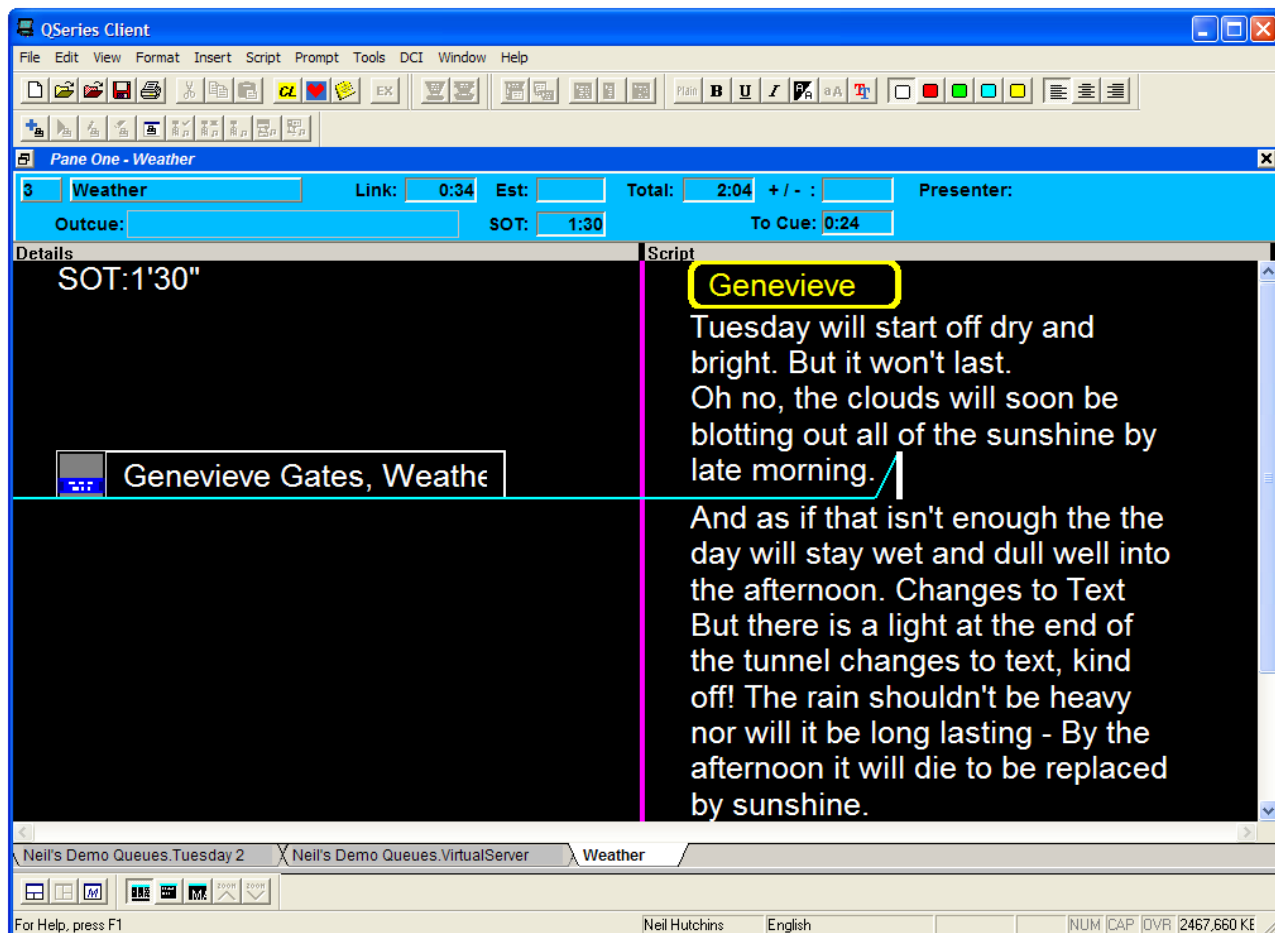 QSeries Client
File Edit View Format Insert Script Prompt Tools DCI Window Help
CL EX Plain B U I aA
Pane One - Weather
3 Weather Link: 0:34 Est: Total: 2:04 + / - : Presenter:
Outcue: SOT: 1:30 To Cue: 0:24
Details Script
SOT:1'30"
Genevieve
Tuesday will start off dry and
bright. But it won't last.
Oh no, the clouds will soon be
blotting out all of the sunshine by
late morning.
Genevieve Gates, Weathe
And as if that isn't enough the the
day will stay wet and dull well into
the afternoon. Changes to Text
But there is a light at the end of
the tunnel changes to text, kind
off! The rain shouldn't be heavy
nor will it be long lasting - By the
afternoon it will die to be replaced
by sunshine.
Neil's Demo Queues.Tuesday 2 Neil's Demo Queues.VirtualServer Weather
M ZOOM ZOOM
For Help, press F1 Neil Hutchins English NUM CAP OVR 2467,660 KE